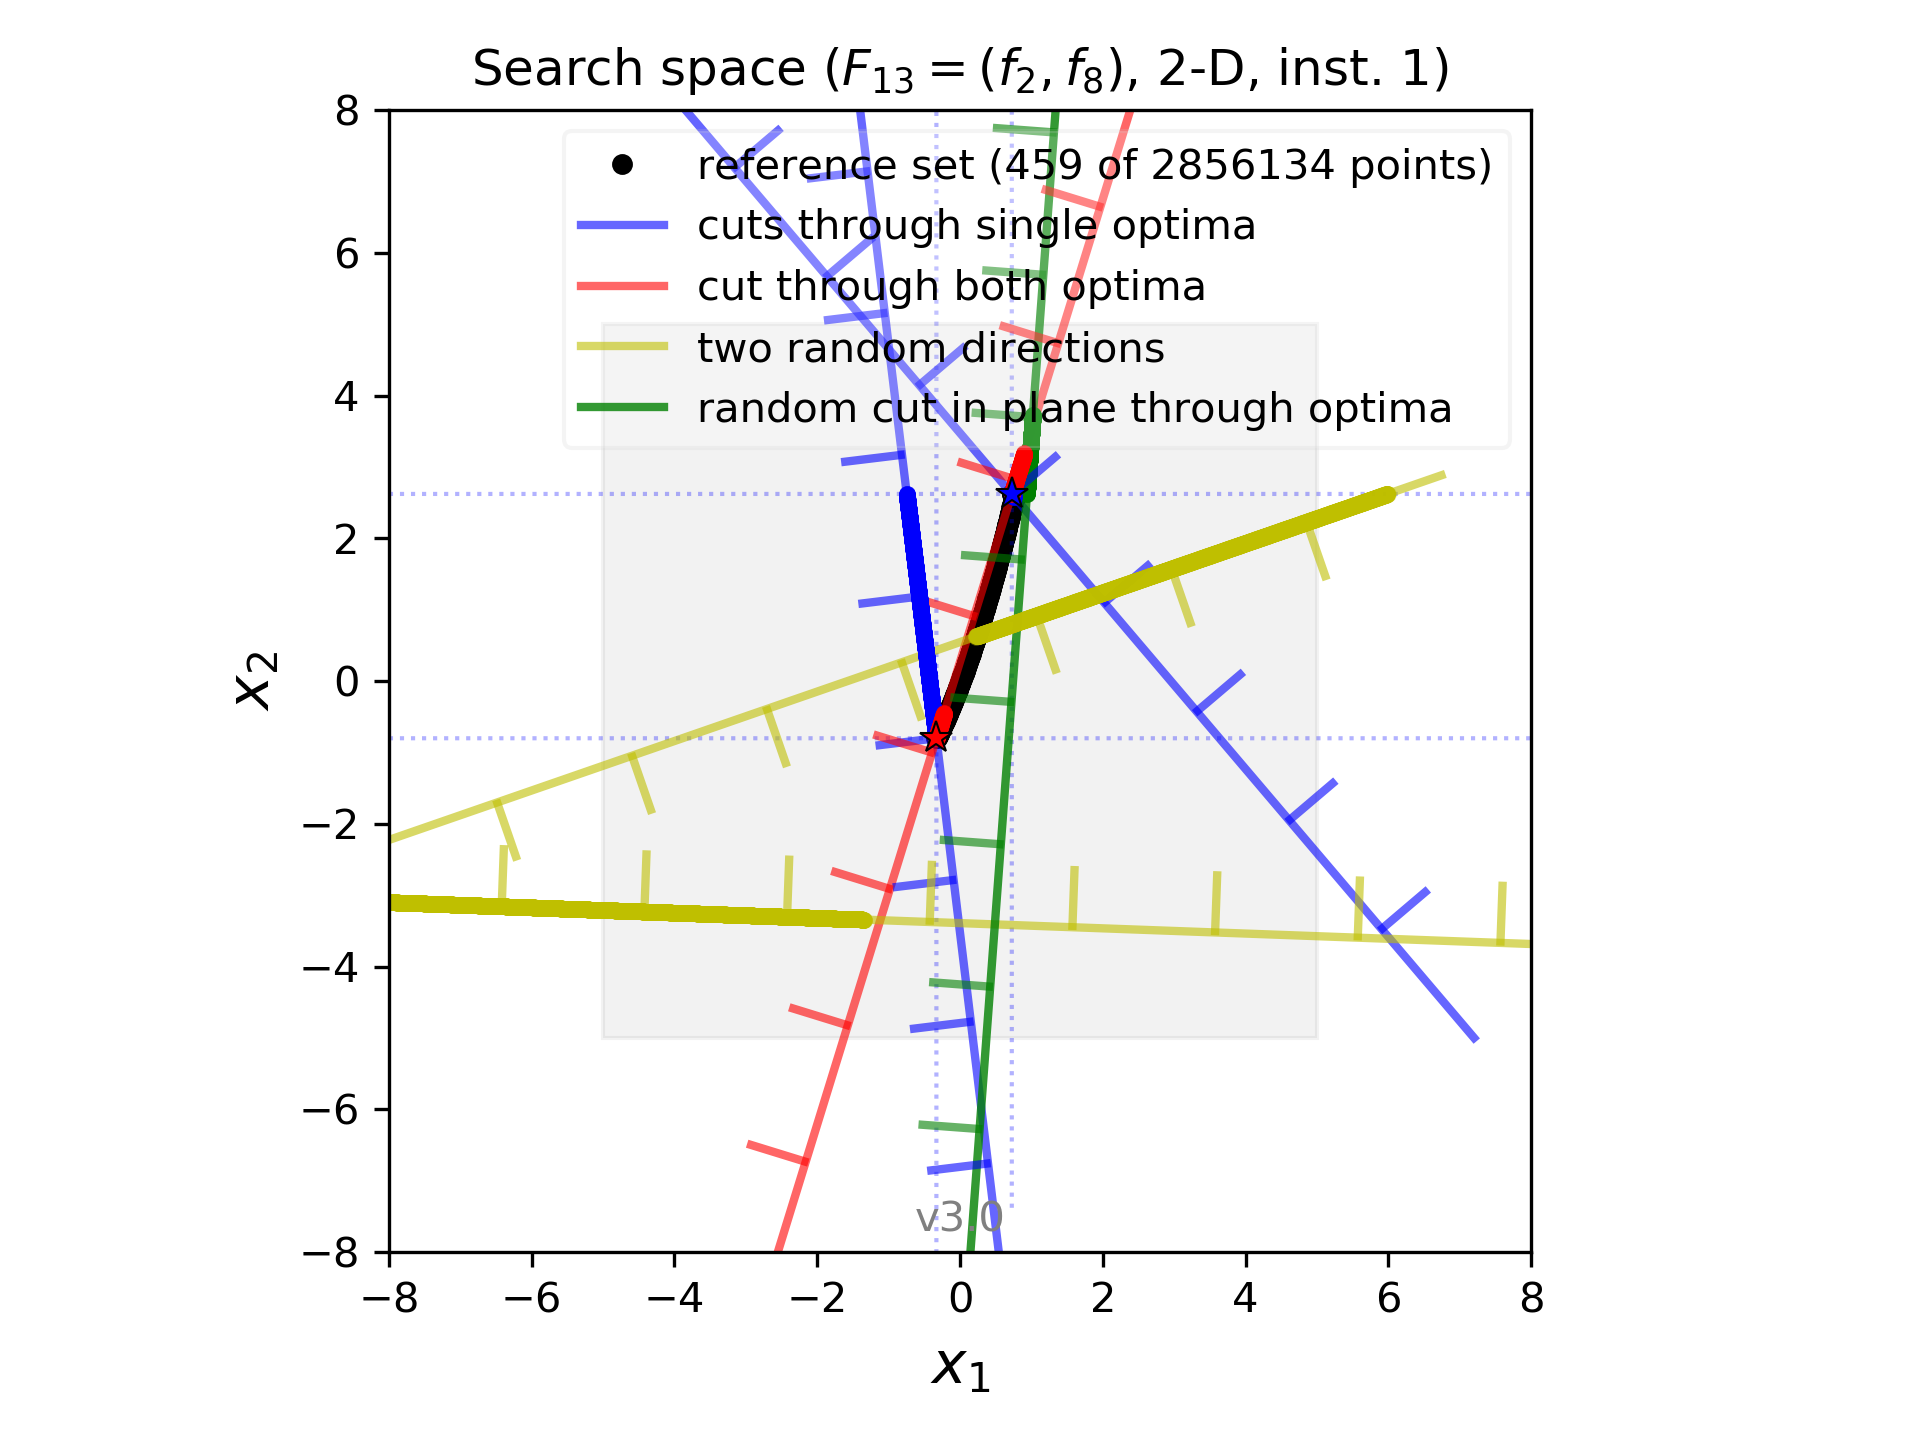 Search space (F13 = (f2, f8), 2-D, inst. 1)
reference set (459 of 2856134 points)
cuts through single optima
cut through both optima
two random directions
random cut in plane through optima
8
6
4
2
0
−2
−4
−6
−8
x2
v3.0
−8 −6 −4 −2 0 2 4 6 8
x1